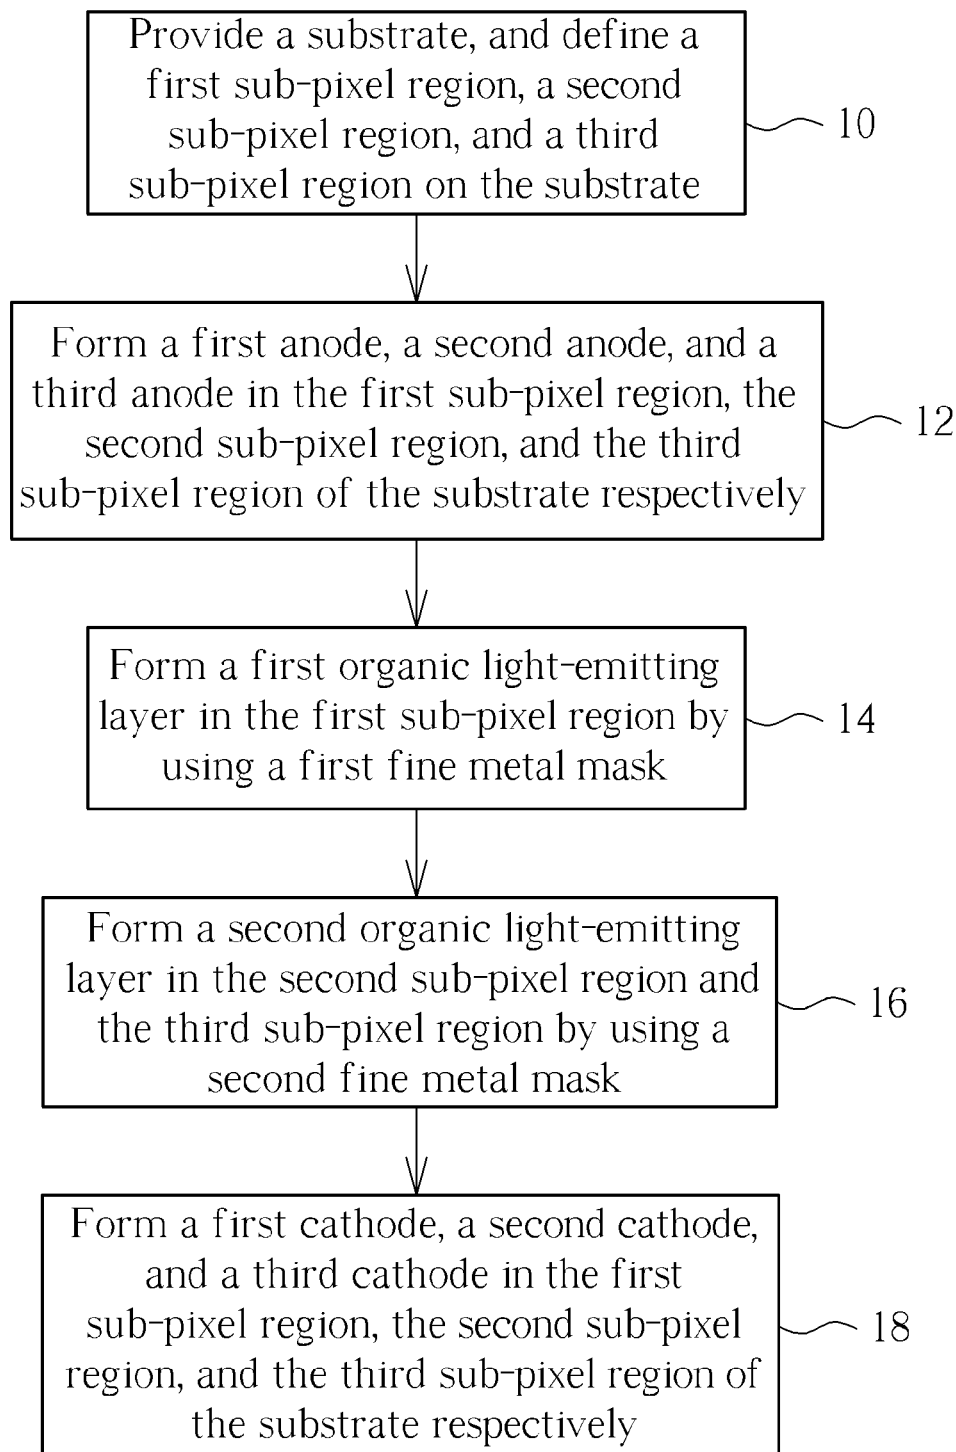 Provide a substrate, and define a
first sub-pixel region, a second
sub-pixel region, and a third
sub-pixel region on the substrate
10
Form a first anode, a second anode, and a
third anode in the first sub-pixel region, the
second sub-pixel region, and the third
sub-pixel region of the substrate respectively
12
Form a first organic light-emitting
layer in the first sub-pixel region by
using a first fine metal mask
14
Form a second organic light-emitting
layer in the second sub-pixel region and
the third sub-pixel region by using a
second fine metal mask
16
Form a first cathode, a second cathode,
and a third cathode in the first
sub-pixel region, the second sub-pixel
region, and the third sub-pixel region of
the substrate respectively
18